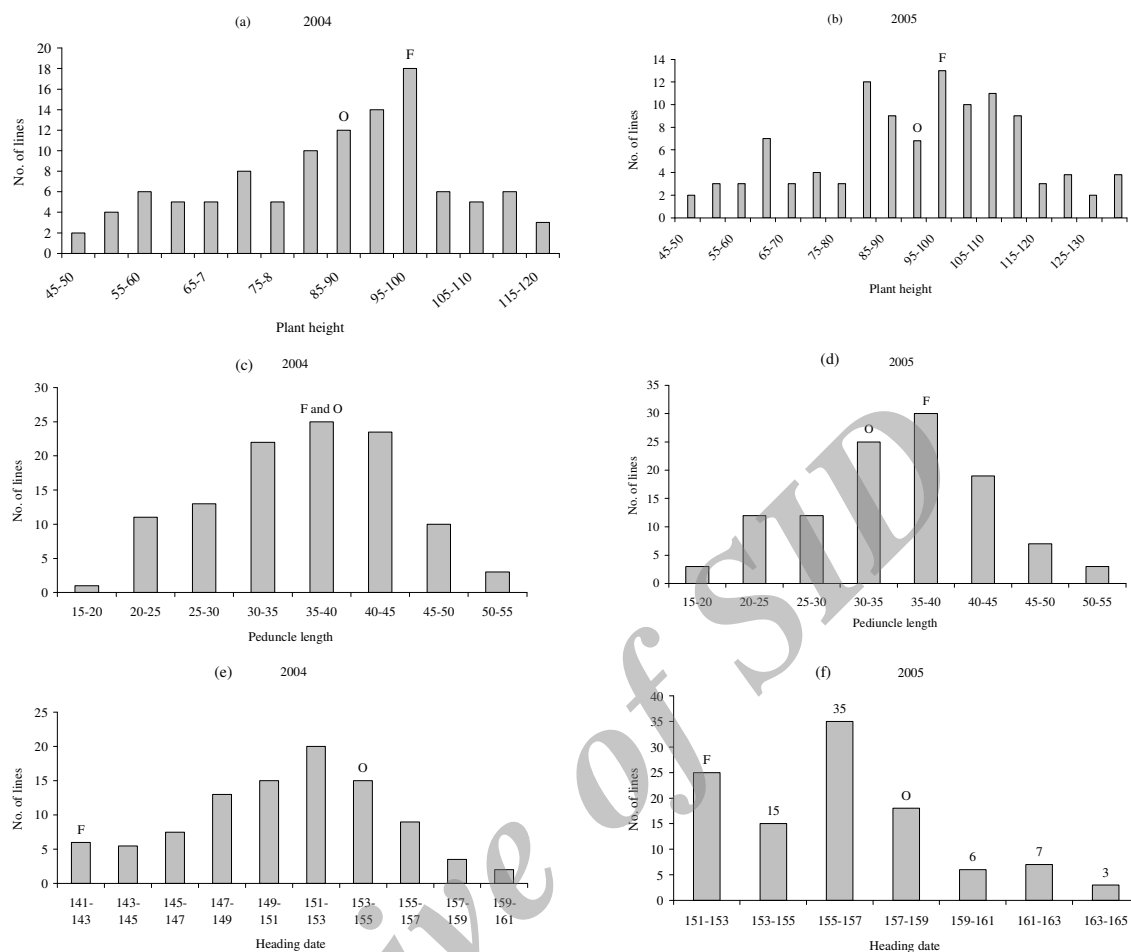 (a) 2004
F
O
No. of lines
20
18
16
14
12
10
8
6
4
2
0
45-50
55-60
65-7
75-8
85-90
95-100
105-110
115-120
Plant height
(b) 2005
F
O
No. of lines
14
12
10
8
6
4
2
0
45-50
55-60
65-70
75-80
85-90
95-100
105-110
115-120
125-130
Plant height
(c) 2004
F and O
No. of lines
30
25
20
15
10
5
0
15-20 20-25 25-30 30-35 35-40 40-45 45-50 50-55
Peduncle length
(d) 2005
F
O
No. of lines
35
30
25
20
15
10
5
0
15-20 20-25 25-30 30-35 35-40 40-45 45-50 50-55
Pediuncle length
(e) 2004
O
F
No. of lines
25
20
15
10
5
0
141- 143- 145- 147- 149- 151- 153- 155- 157- 159-
143 145 147 149 151 153 155 157 159 161
Heading date
(f) 2005
35
F
O
15
6
7
3
No. of lines
40
35
30
25
20
15
10
5
0
151-153 153-155 155-157 157-159 159-161 161-163 163-165
Heading date
ive of SID